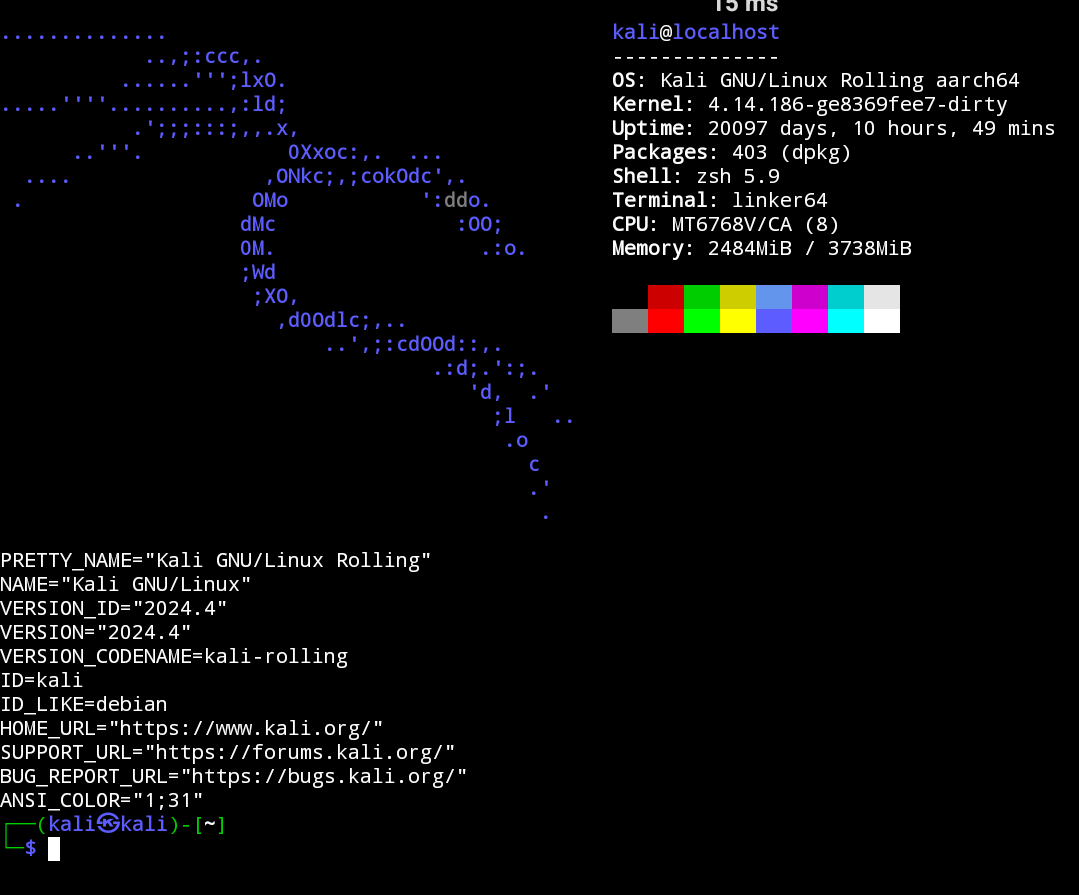 15 ms
kali@localhost
--------------
OS: Kali GNU/Linux Rolling aarch64
Kernel: 4.14.186-ge8369fee7-dirty
Uptime: 20097 days, 10 hours, 49 mins
Packages: 403 (dpkg)
Shell: zsh 5.9
Terminal: linker64
CPU: MT6768V/CA (8)
Memory: 2484MiB / 3738MiB
..............
            ..,;:ccc,.
          ......''';lxO.
.....''''..........,:ld;
           .';;;:::;,,.x,
      ..'''.            0Xxoc:,.  ...
  ....                ,ONkc;,;cokOdc',.
 .                   OMo           ':ddo.
                    dMc               :OO;
                    0M.                 .:o.
                    ;Wd
                     ;XO,
                       ,d0Odlc;,..
                           ..',;:cdOOd::,.
                                    .:d;.':;.
                                       'd,  .'
                                         ;l   ..
                                          .o
                                            c
                                            .'
                                             .
PRETTY_NAME="Kali GNU/Linux Rolling"
NAME="Kali GNU/Linux"
VERSION_ID="2024.4"
VERSION="2024.4"
VERSION_CODENAME=kali-rolling
ID=kali
ID_LIKE=debian
HOME_URL="https://www.kali.org/"
SUPPORT_URL="https://forums.kali.org/"
BUG_REPORT_URL="https://bugs.kali.org/"
ANSI_COLOR="1;31"
┌──(kali㉿kali)-[~]
└─$